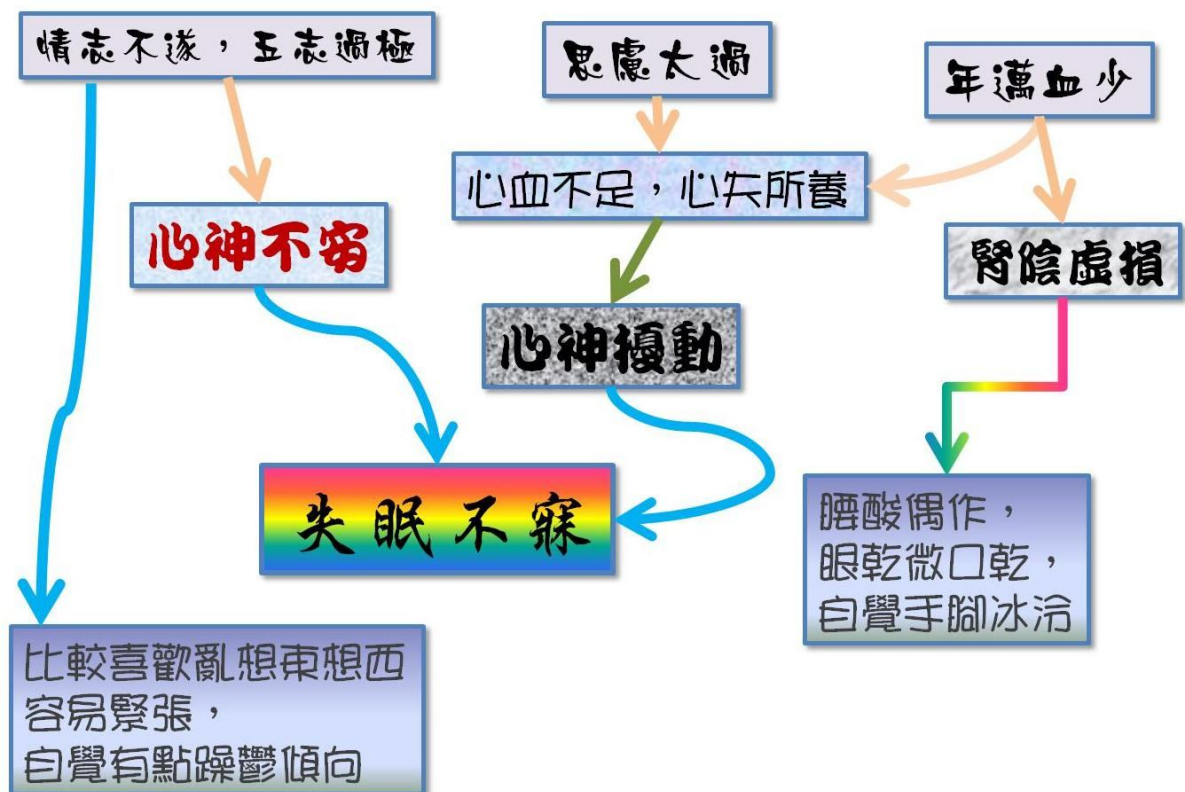 情志不遂，五志過極
思慮太過
年邁血少
心血不足，心失所養
心神不安
腎陰虛損
心神擾動
失眠不寐
腰酸偶作，
眼乾微口乾，
自覺手腳冰冷
比較喜歡亂想東想西
容易緊張，
自覺有點躁鬱傾向